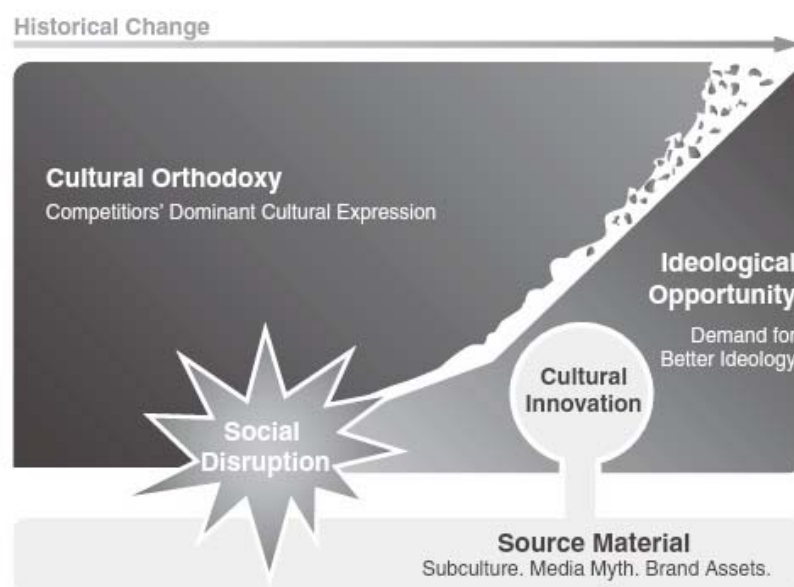 Historical Change
Cultural Orthodoxy
Competitiors' Dominant Cultural Expression
Ideological
Opportunity
Demand for
Better Ideology
Cultural
Innovation
Social
Disruption
Source Material
Subculture. Media Myth. Brand Assets.